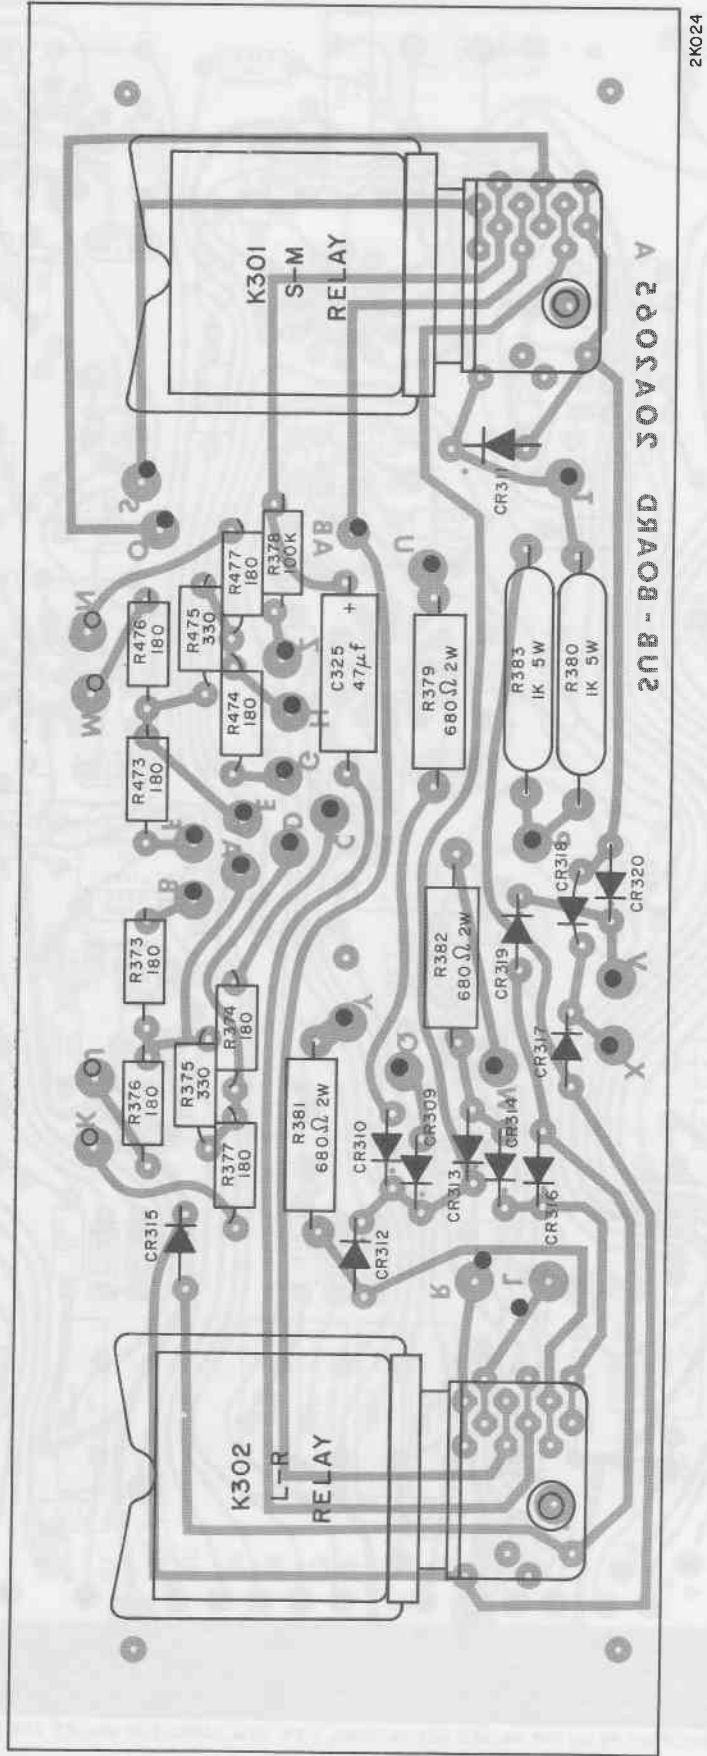 2K024
K301
S-M
RELAY
A
SUB-BOARD 20A2065
CR311
T
S
O
N
W
R476
180
R475
330
R477
180
R378
100K
AB
U
Z
H
R474
180
C325
47µf
+
R379
680Ω 2W
R383
1K 5W
R380
1K 5W
R473
180
G
E
D
C
F
A
B
P
CR318
CR320
R373
180
R374
180
R382
680Ω 2W
CR319
V
Y
X
CR317
J
K
R376
180
R375
330
R377
180
R381
680Ω 2W
Q
M
CR310
CR309
CR313
CR314
CR316
CR315
CR312
R
L
K302
L-R
RELAY